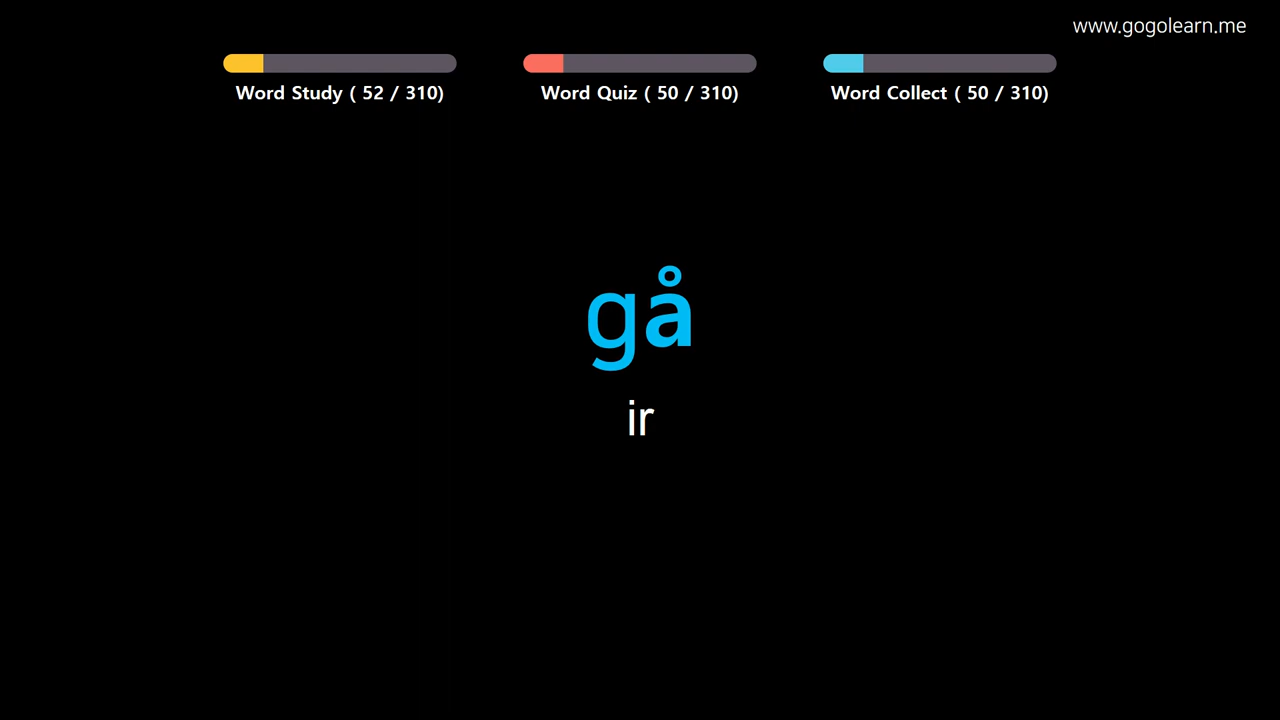 www.gogolearn.me
Word Study ( 52 / 310)
Word Quiz ( 50 / 310)
Word Collect ( 50 / 310)
gå
ir